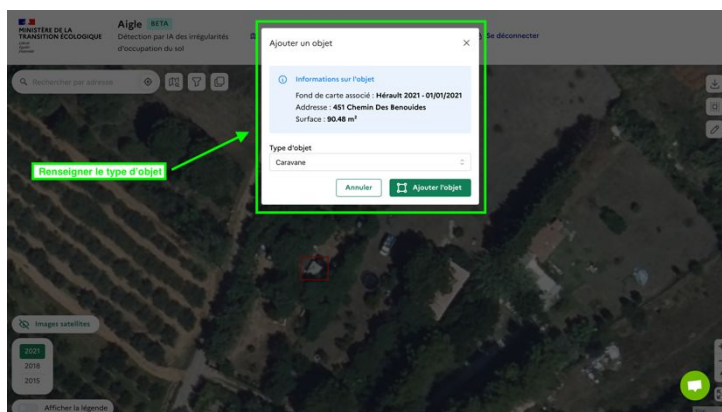 MINISTÈRE DE LA
TRANSITION ÉCOLOGIQUE
Liberté
Égalité
Fraternité
Aigle BETA
Détection par IA des irrégularités
d'occupation du sol
Se déconnecter
Rechercher par adresse
Ajouter un objet
Informations sur l'objet
Fond de carte associé : Hérault 2021 - 01/01/2021
Addresse : 451 Chemin Des Benouides
Surface : 90.48 m²
Type d'objet
Caravane
Annuler
Ajouter l'objet
Renseigner le type d'objet
Images satellites
2021
2018
2015
Afficher la légende